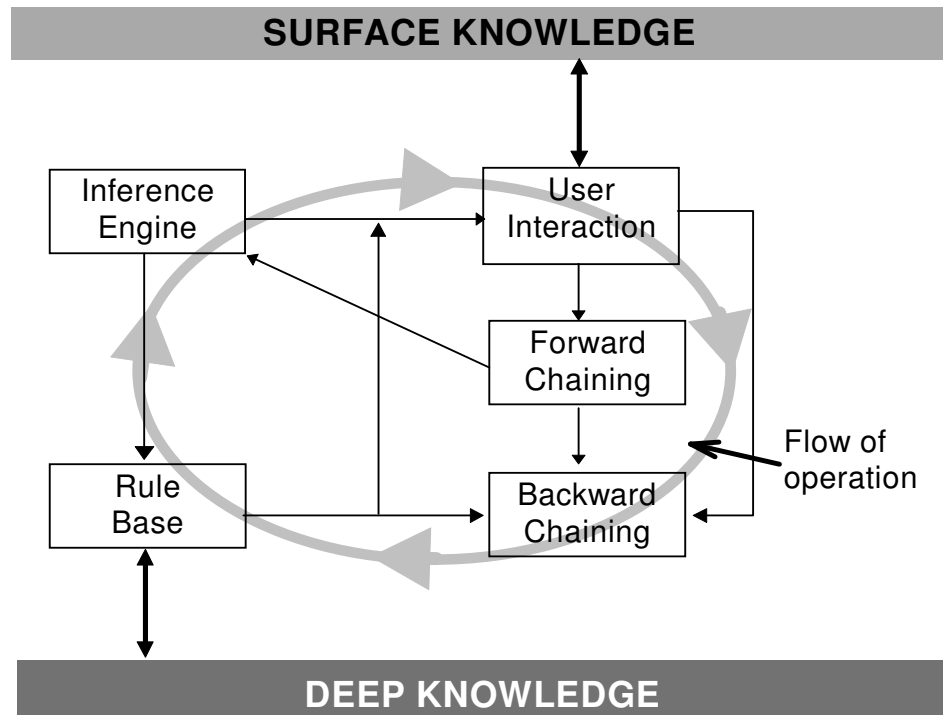 SURFACE KNOWLEDGE
Inference
Engine
User
Interaction
Forward
Chaining
Flow of
operation
Rule
Base
Backward
Chaining
DEEP KNOWLEDGE